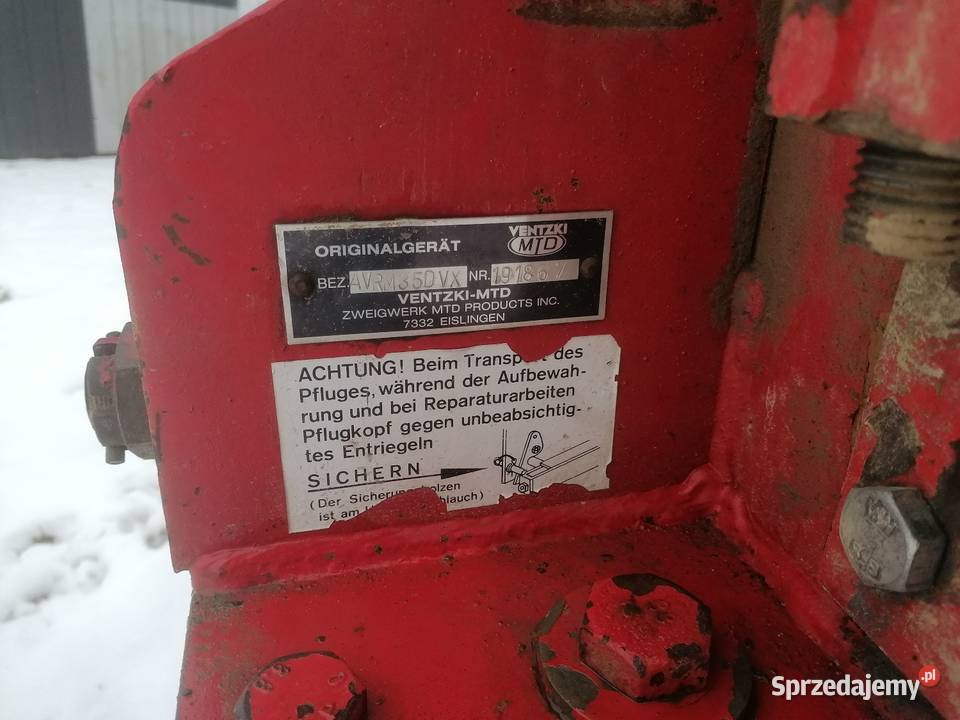 VENTZKI
MTD
ORIGINALGERÄT
BEZ. AVRM35DVX NR. 191867
VENTZKI-MTD
ZWEIGWERK MTD PRODUCTS INC.
7332 EISLINGEN
ACHTUNG! Beim Transport des
Pfluges, während der Aufbewah-
rung und bei Reparaturarbeiten
Pflugkopf gegen unbeabsichtig-
tes Entriegeln
SICHERN
(Der
ist am
Sprzedajemy.pl